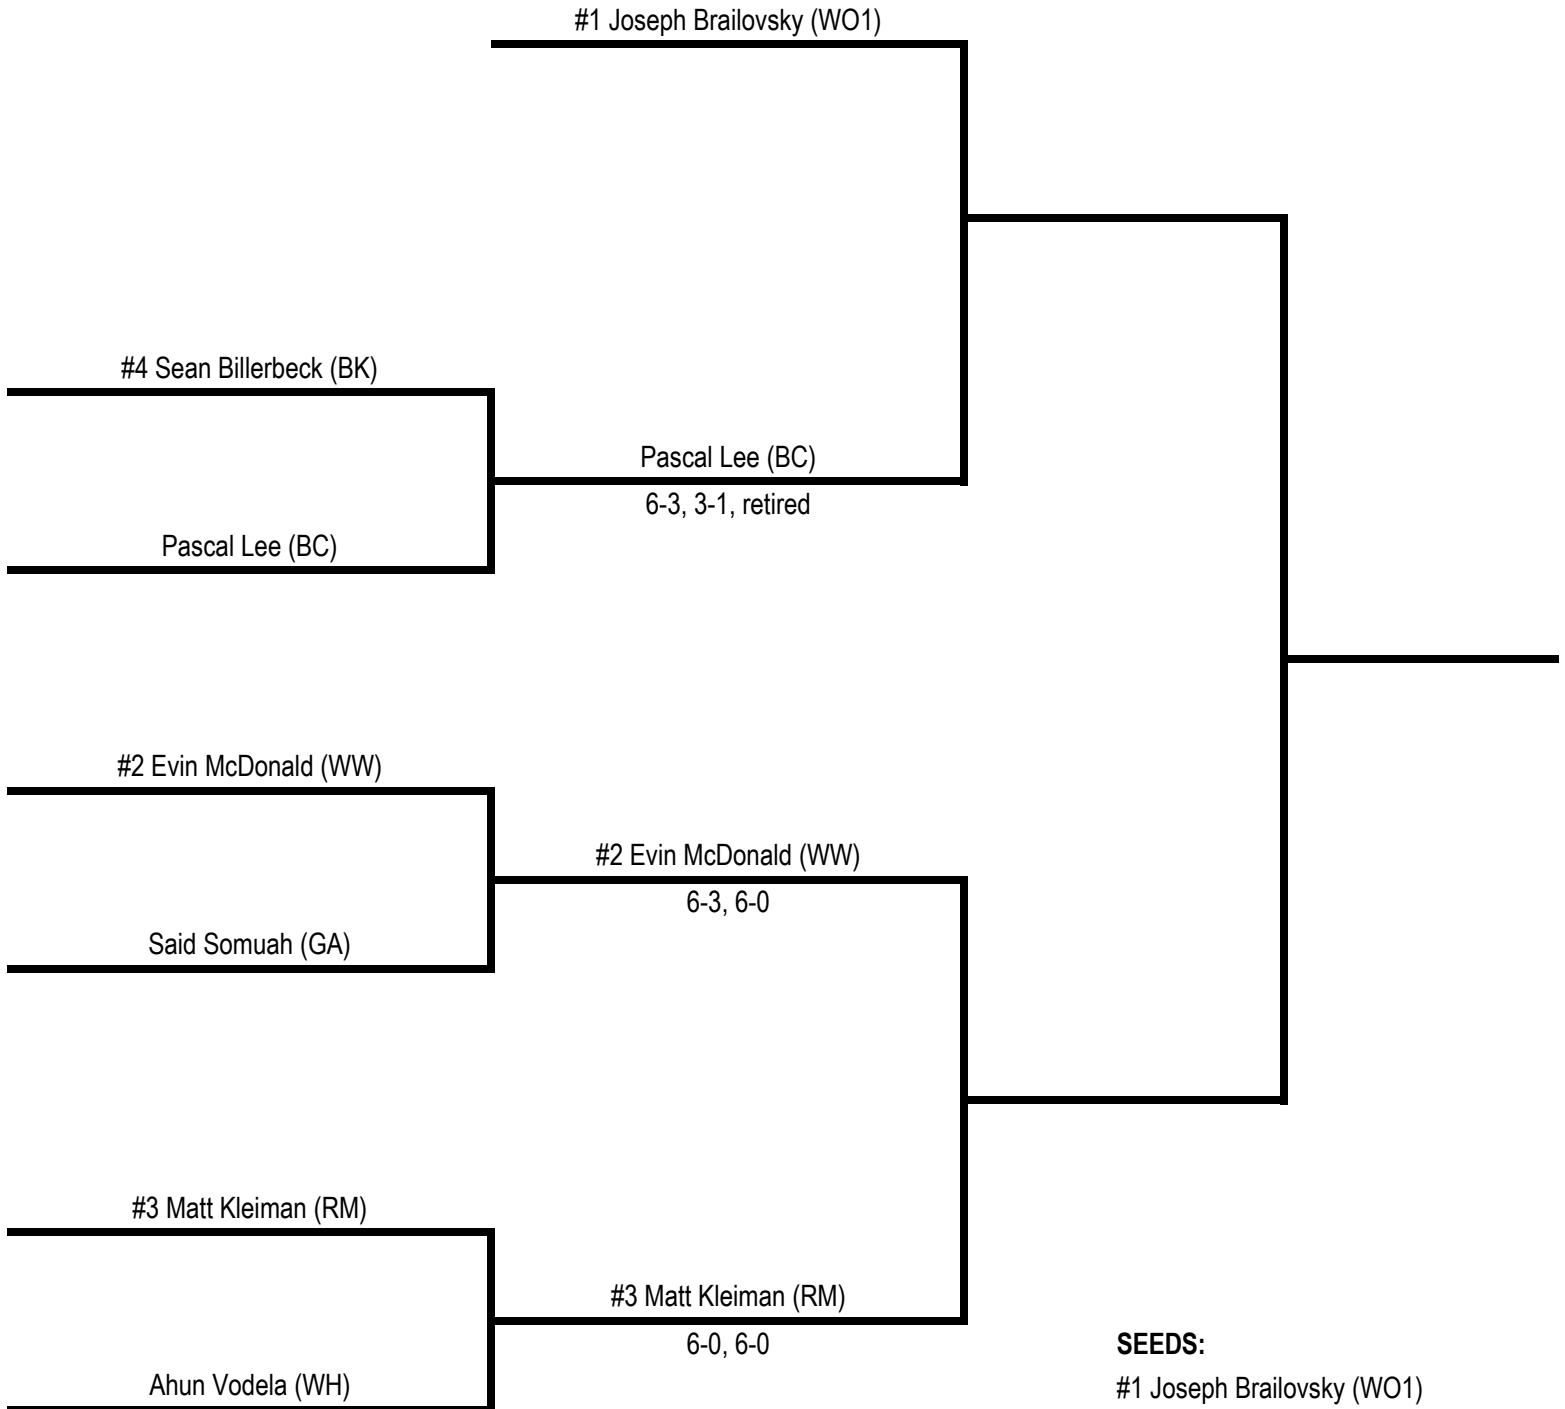 #1 Joseph Brailovsky (WO1)
#4 Sean Billerbeck (BK)
Pascal Lee (BC)
6-3, 3-1, retired
Pascal Lee (BC)
#2 Evin McDonald (WW)
#2 Evin McDonald (WW)
6-3, 6-0
Said Somuah (GA)
#3 Matt Kleiman (RM)
#3 Matt Kleiman (RM)
6-0, 6-0
SEEDS:
Ahun Vodela (WH)
#1 Joseph Brailovsky (WO1)